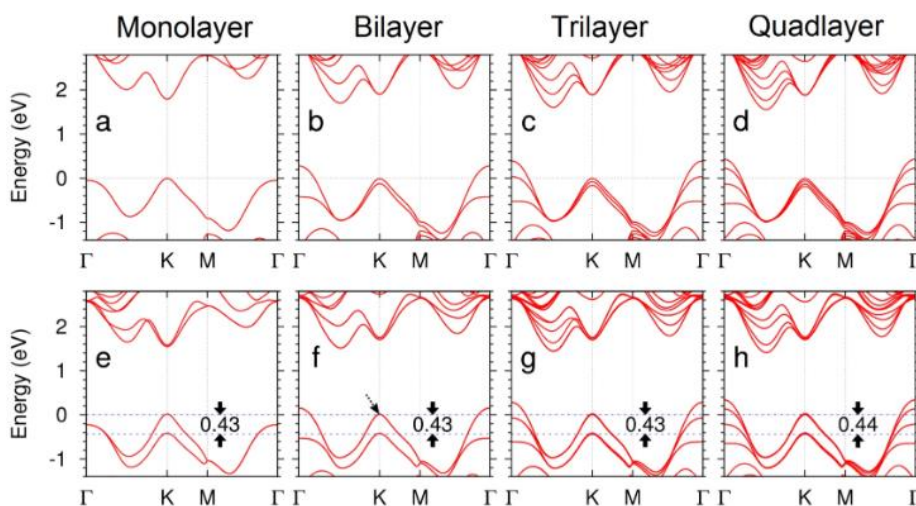 Monolayer Bilayer Trilayer Quadlayer
Energy (eV)
2
1
0
-1
a b c d
Γ K M Γ K M Γ K M Γ K M Γ
Energy (eV)
2
1
0
-1
e f g h
0.43 0.43 0.43 0.44
Γ K M Γ K M Γ K M Γ K M Γ